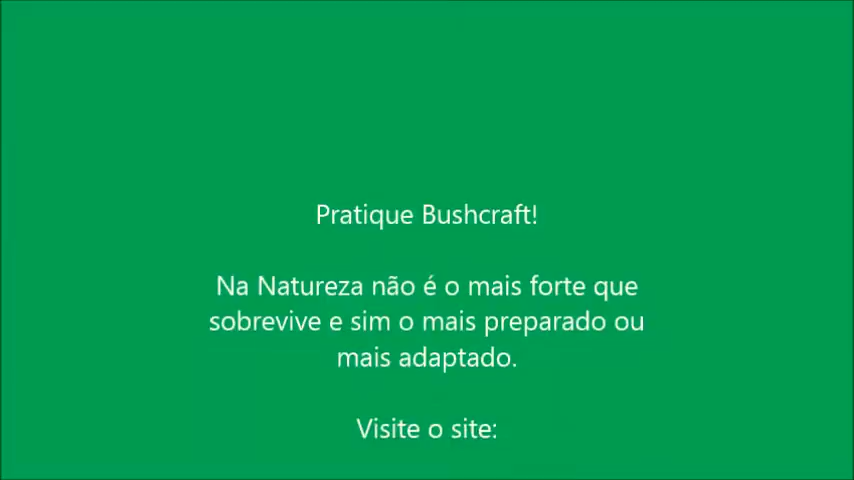 Pratique Bushcraft!
Na Natureza não é o mais forte que
sobrevive e sim o mais preparado ou
mais adaptado.
Visite o site: